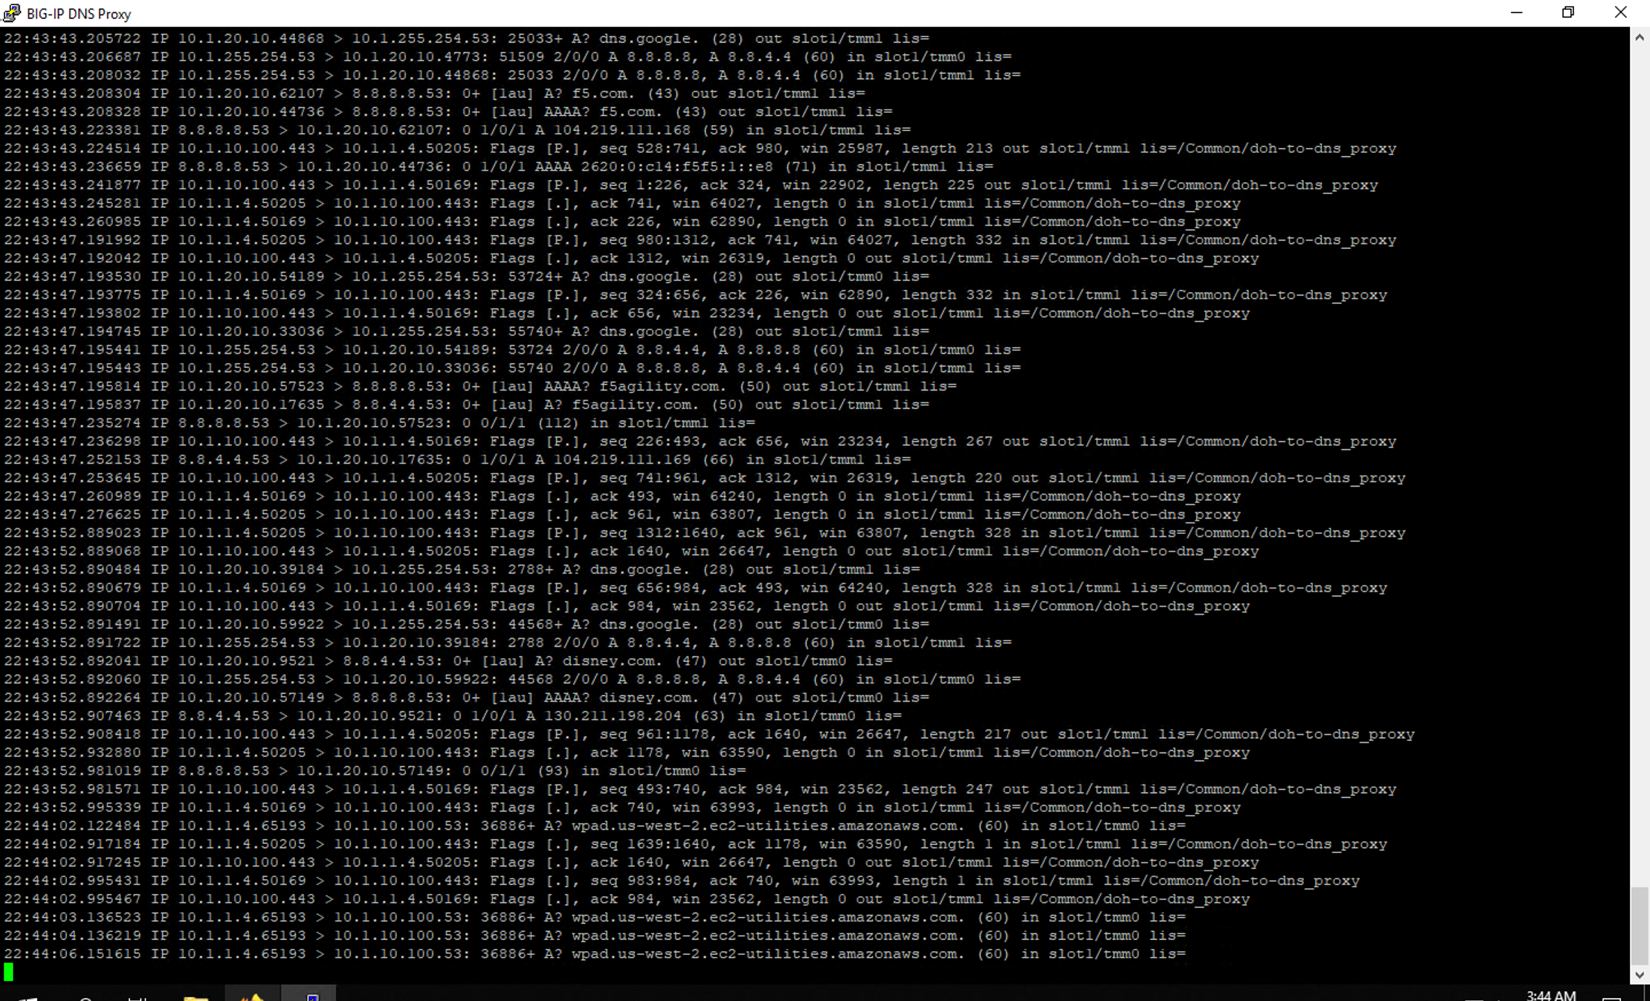 BIG-IP DNS Proxy
22:43:43.205722 IP 10.1.20.10.44868 > 10.1.255.254.53: 25033+ A? dns.google. (28) out slot1/tmm1 lis=
22:43:43.206687 IP 10.1.255.254.53 > 10.1.20.10.4773: 51509 2/0/0 A 8.8.8.8, A 8.8.4.4 (60) in slot1/tmm0 lis=
22:43:43.208032 IP 10.1.255.254.53 > 10.1.20.10.44868: 25033 2/0/0 A 8.8.8.8, A 8.8.4.4 (60) in slot1/tmm1 lis=
22:43:43.208304 IP 10.1.20.10.62107 > 8.8.8.8.53: 0+ [1au] A? f5.com. (43) out slot1/tmm1 lis=
22:43:43.208328 IP 10.1.20.10.44736 > 8.8.8.8.53: 0+ [1au] AAAA? f5.com. (43) out slot1/tmm1 lis=
22:43:43.223381 IP 8.8.8.8.53 > 10.1.20.10.62107: 0 1/0/1 A 104.219.111.168 (59) in slot1/tmm1 lis=
22:43:43.224514 IP 10.1.10.100.443 > 10.1.1.4.50205: Flags [P.], seq 528:741, ack 980, win 25987, length 213 out slot1/tmm1 lis=/Common/doh-to-dns_proxy
22:43:43.236659 IP 8.8.8.8.53 > 10.1.20.10.44736: 0 1/0/1 AAAA 2620:0:c14:f5f5:1::e8 (71) in slot1/tmm1 lis=
22:43:43.241877 IP 10.1.10.100.443 > 10.1.1.4.50169: Flags [P.], seq 1:226, ack 324, win 22902, length 225 out slot1/tmm1 lis=/Common/doh-to-dns_proxy
22:43:43.245281 IP 10.1.1.4.50205 > 10.1.10.100.443: Flags [.], ack 741, win 64027, length 0 in slot1/tmm1 lis=/Common/doh-to-dns_proxy
22:43:43.260985 IP 10.1.1.4.50169 > 10.1.10.100.443: Flags [.], ack 226, win 62890, length 0 in slot1/tmm1 lis=/Common/doh-to-dns_proxy
22:43:47.191992 IP 10.1.1.4.50205 > 10.1.10.100.443: Flags [P.], seq 980:1312, ack 741, win 64027, length 332 in slot1/tmm1 lis=/Common/doh-to-dns_proxy
22:43:47.192042 IP 10.1.10.100.443 > 10.1.1.4.50205: Flags [.], ack 1312, win 26319, length 0 out slot1/tmm1 lis=/Common/doh-to-dns_proxy
22:43:47.193530 IP 10.1.20.10.54189 > 10.1.255.254.53: 53724+ A? dns.google. (28) out slot1/tmm0 lis=
22:43:47.193775 IP 10.1.1.4.50169 > 10.1.10.100.443: Flags [P.], seq 324:656, ack 226, win 62890, length 332 in slot1/tmm1 lis=/Common/doh-to-dns_proxy
22:43:47.193802 IP 10.1.10.100.443 > 10.1.1.4.50169: Flags [.], ack 656, win 23234, length 0 out slot1/tmm1 lis=/Common/doh-to-dns_proxy
22:43:47.194745 IP 10.1.20.10.33036 > 10.1.255.254.53: 55740+ A? dns.google. (28) out slot1/tmm1 lis=
22:43:47.195441 IP 10.1.255.254.53 > 10.1.20.10.54189: 53724 2/0/0 A 8.8.4.4, A 8.8.8.8 (60) in slot1/tmm0 lis=
22:43:47.195443 IP 10.1.255.254.53 > 10.1.20.10.33036: 55740 2/0/0 A 8.8.8.8, A 8.8.4.4 (60) in slot1/tmm1 lis=
22:43:47.195814 IP 10.1.20.10.57523 > 8.8.8.8.53: 0+ [1au] AAAA? f5agility.com. (50) out slot1/tmm1 lis=
22:43:47.195837 IP 10.1.20.10.17635 > 8.8.4.4.53: 0+ [1au] A? f5agility.com. (50) out slot1/tmm1 lis=
22:43:47.235274 IP 8.8.8.8.53 > 10.1.20.10.57523: 0 0/1/1 (112) in slot1/tmm1 lis=
22:43:47.236298 IP 10.1.10.100.443 > 10.1.1.4.50169: Flags [P.], seq 226:493, ack 656, win 23234, length 267 out slot1/tmm1 lis=/Common/doh-to-dns_proxy
22:43:47.252153 IP 8.8.4.4.53 > 10.1.20.10.17635: 0 1/0/1 A 104.219.111.169 (66) in slot1/tmm1 lis=
22:43:47.253645 IP 10.1.10.100.443 > 10.1.1.4.50205: Flags [P.], seq 741:961, ack 1312, win 26319, length 220 out slot1/tmm1 lis=/Common/doh-to-dns_proxy
22:43:47.260989 IP 10.1.1.4.50169 > 10.1.10.100.443: Flags [.], ack 493, win 64240, length 0 in slot1/tmm1 lis=/Common/doh-to-dns_proxy
22:43:47.276625 IP 10.1.1.4.50205 > 10.1.10.100.443: Flags [.], ack 961, win 63807, length 0 in slot1/tmm1 lis=/Common/doh-to-dns_proxy
22:43:52.889023 IP 10.1.1.4.50205 > 10.1.10.100.443: Flags [P.], seq 1312:1640, ack 961, win 63807, length 328 in slot1/tmm1 lis=/Common/doh-to-dns_proxy
22:43:52.889068 IP 10.1.10.100.443 > 10.1.1.4.50205: Flags [.], ack 1640, win 26647, length 0 out slot1/tmm1 lis=/Common/doh-to-dns_proxy
22:43:52.890484 IP 10.1.20.10.39184 > 10.1.255.254.53: 2788+ A? dns.google. (28) out slot1/tmm1 lis=
22:43:52.890679 IP 10.1.1.4.50169 > 10.1.10.100.443: Flags [P.], seq 656:984, ack 493, win 64240, length 328 in slot1/tmm1 lis=/Common/doh-to-dns_proxy
22:43:52.890704 IP 10.1.10.100.443 > 10.1.1.4.50169: Flags [.], ack 984, win 23562, length 0 out slot1/tmm1 lis=/Common/doh-to-dns_proxy
22:43:52.891491 IP 10.1.20.10.59922 > 10.1.255.254.53: 44568+ A? dns.google. (28) out slot1/tmm0 lis=
22:43:52.891722 IP 10.1.255.254.53 > 10.1.20.10.39184: 2788 2/0/0 A 8.8.4.4, A 8.8.8.8 (60) in slot1/tmm1 lis=
22:43:52.892041 IP 10.1.20.10.9521 > 8.8.4.4.53: 0+ [1au] A? disney.com. (47) out slot1/tmm0 lis=
22:43:52.892060 IP 10.1.255.254.53 > 10.1.20.10.59922: 44568 2/0/0 A 8.8.8.8, A 8.8.4.4 (60) in slot1/tmm0 lis=
22:43:52.892264 IP 10.1.20.10.57149 > 8.8.8.8.53: 0+ [1au] AAAA? disney.com. (47) out slot1/tmm0 lis=
22:43:52.907463 IP 8.8.4.4.53 > 10.1.20.10.9521: 0 1/0/1 A 130.211.198.204 (63) in slot1/tmm0 lis=
22:43:52.908418 IP 10.1.10.100.443 > 10.1.1.4.50205: Flags [P.], seq 961:1178, ack 1640, win 26647, length 217 out slot1/tmm1 lis=/Common/doh-to-dns_proxy
22:43:52.932880 IP 10.1.1.4.50205 > 10.1.10.100.443: Flags [.], ack 1178, win 63590, length 0 in slot1/tmm1 lis=/Common/doh-to-dns_proxy
22:43:52.981019 IP 8.8.8.8.53 > 10.1.20.10.57149: 0 0/1/1 (93) in slot1/tmm0 lis=
22:43:52.981571 IP 10.1.10.100.443 > 10.1.1.4.50169: Flags [P.], seq 493:740, ack 984, win 23562, length 247 out slot1/tmm1 lis=/Common/doh-to-dns_proxy
22:43:52.995339 IP 10.1.1.4.50169 > 10.1.10.100.443: Flags [.], ack 740, win 63993, length 0 in slot1/tmm1 lis=/Common/doh-to-dns_proxy
22:44:02.122484 IP 10.1.1.4.65193 > 10.1.10.100.53: 36886+ A? wpad.us-west-2.ec2-utilities.amazonaws.com. (60) in slot1/tmm0 lis=
22:44:02.917184 IP 10.1.1.4.50205 > 10.1.10.100.443: Flags [.], seq 1639:1640, ack 1178, win 63590, length 1 in slot1/tmm1 lis=/Common/doh-to-dns_proxy
22:44:02.917245 IP 10.1.10.100.443 > 10.1.1.4.50205: Flags [.], ack 1640, win 26647, length 0 out slot1/tmm1 lis=/Common/doh-to-dns_proxy
22:44:02.995431 IP 10.1.1.4.50169 > 10.1.10.100.443: Flags [.], seq 983:984, ack 740, win 63993, length 1 in slot1/tmm1 lis=/Common/doh-to-dns_proxy
22:44:02.995467 IP 10.1.10.100.443 > 10.1.1.4.50169: Flags [.], ack 984, win 23562, length 0 out slot1/tmm1 lis=/Common/doh-to-dns_proxy
22:44:03.136523 IP 10.1.1.4.65193 > 10.1.10.100.53: 36886+ A? wpad.us-west-2.ec2-utilities.amazonaws.com. (60) in slot1/tmm0 lis=
22:44:04.136219 IP 10.1.1.4.65193 > 10.1.10.100.53: 36886+ A? wpad.us-west-2.ec2-utilities.amazonaws.com. (60) in slot1/tmm0 lis=
22:44:06.151615 IP 10.1.1.4.65193 > 10.1.10.100.53: 36886+ A? wpad.us-west-2.ec2-utilities.amazonaws.com. (60) in slot1/tmm0 lis=
3:44 AM